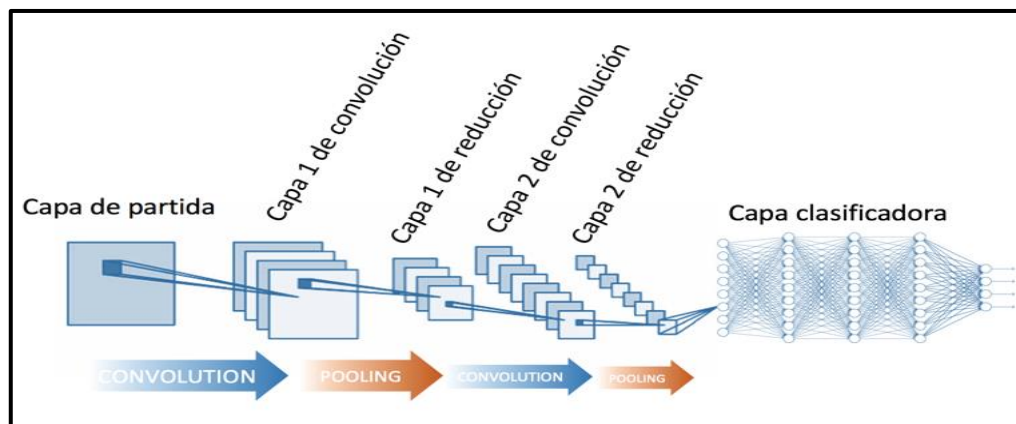 Capa de partida
Capa 1 de convolución
Capa 1 de reducción
Capa 2 de convolución
Capa 2 de reducción
Capa clasificadora
CONVOLUTION
POOLING
CONVOLUTION
POOLING